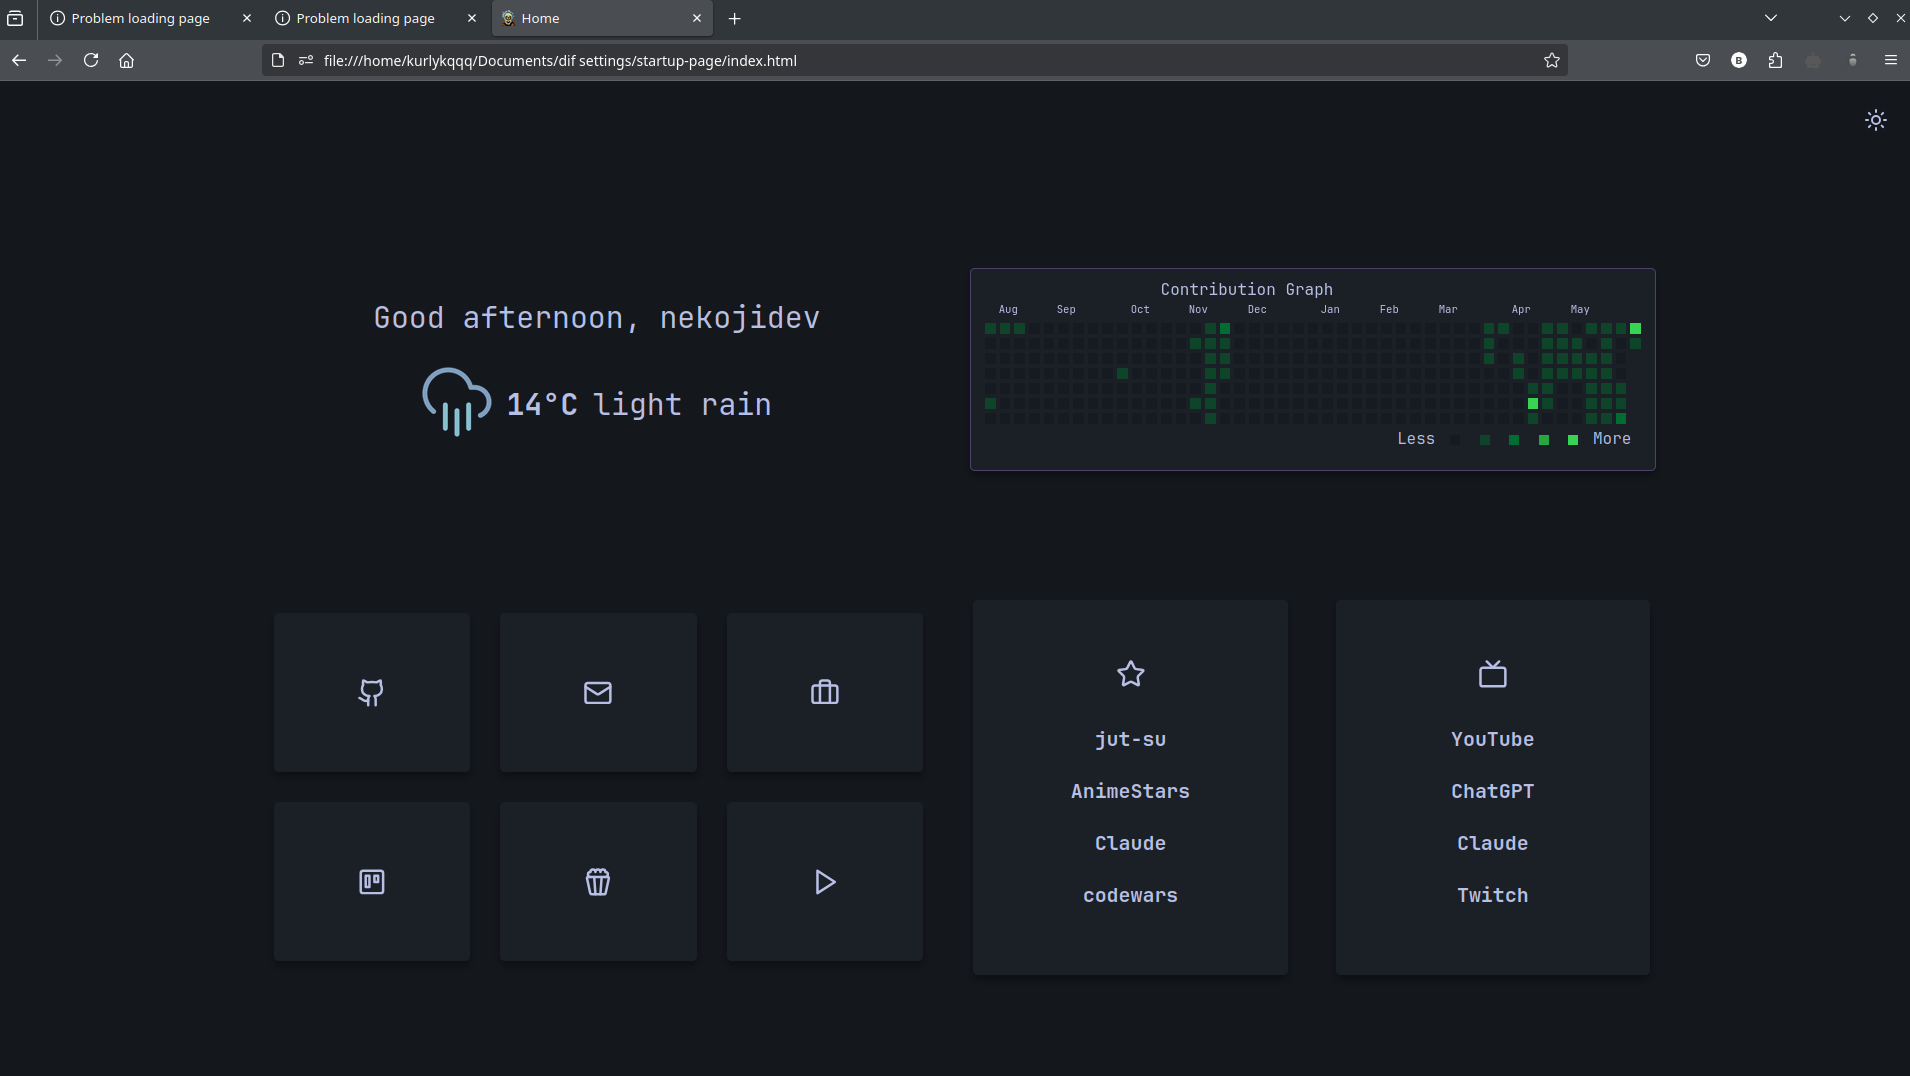 Problem loading page
Problem loading page
Home
file:///home/kurlykqqq/Documents/dif settings/startup-page/index.html
B
Good afternoon, nekojidev
14°C light rain
Contribution Graph
Aug Sep Oct Nov Dec Jan Feb Mar Apr May
Less More
jut-su
AnimeStars
Claude
codewars
YouTube
ChatGPT
Claude
Twitch